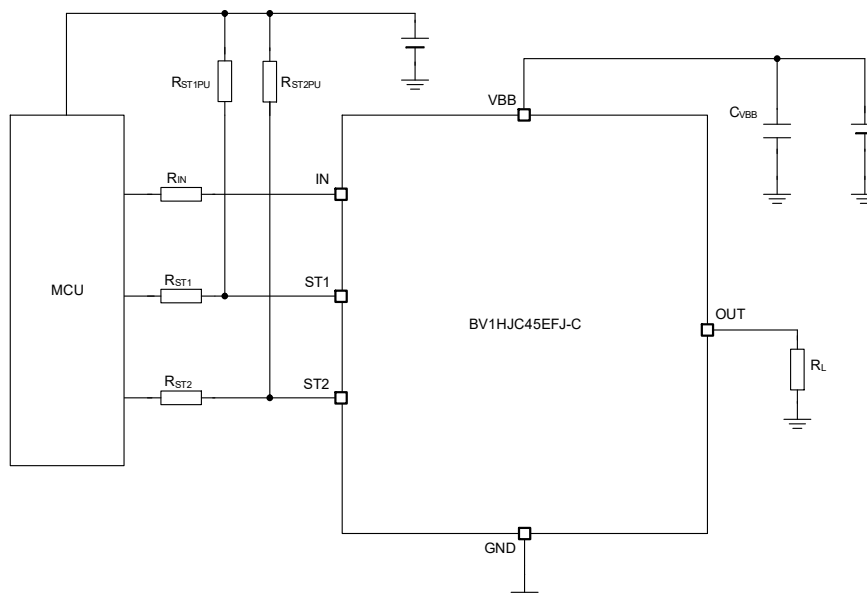 RST1PU
RST2PU
VBB
CVBB
RIN
IN
MCU
RST1
ST1
BV1HJC45EFJ-C
OUT
RL
RST2
ST2
GND